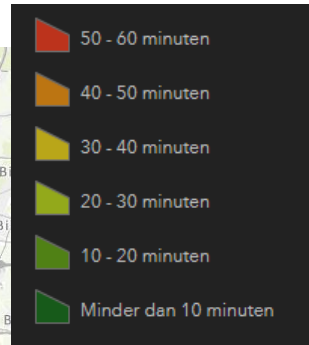 50 - 60 minuten
40 - 50 minuten
30 - 40 minuten
20 - 30 minuten
10 - 20 minuten
Minder dan 10 minuten